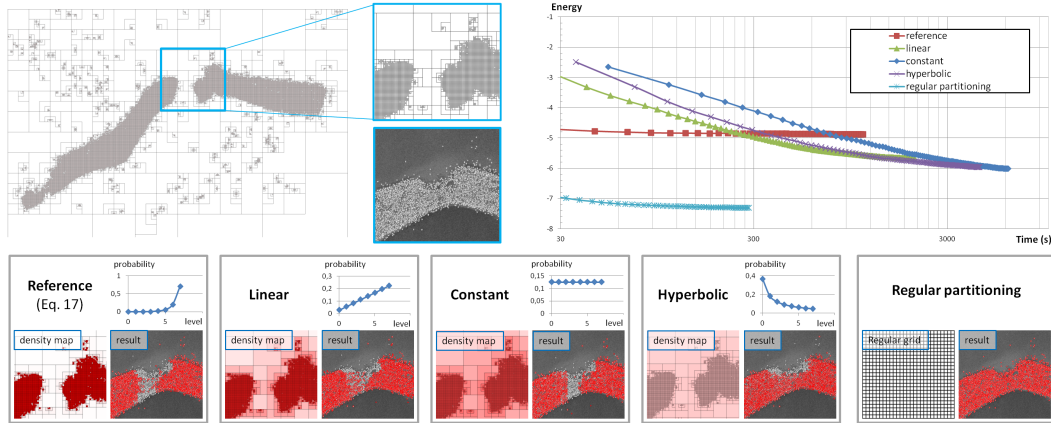 Energy
-1
-2
-3
-4
-5
-6
-7
-8
30
300
3000
Time (s)
reference
linear
constant
hyperbolic
regular partitioning
Reference
(Eq. 17)
probability
1
0,5
0
0
5
level
density map
result
Linear
probability
0,4
0,2
0
0
5
level
density map
result
Constant
probability
0,15
0,1
0,05
0
0
5
level
density map
result
Hyperbolic
probability
0,4
0,2
0
0
5
level
density map
result
Regular partitioning
Regular grid
result